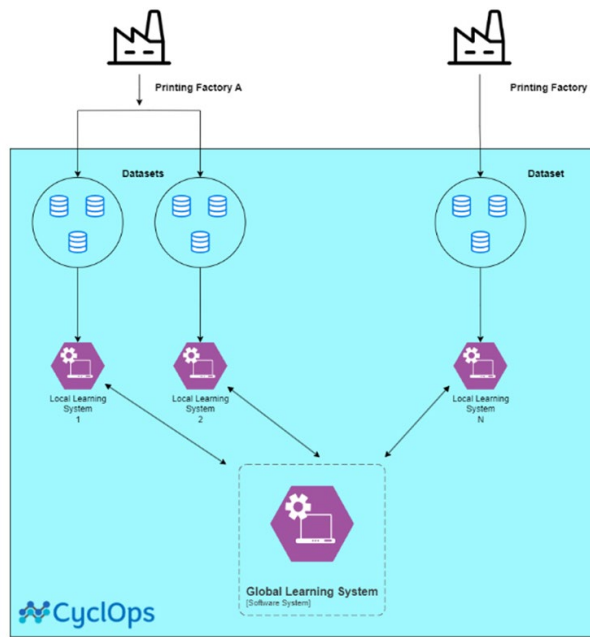 Printing Factory A
Printing Factory
Datasets
Dataset
Local Learning
System
1
Local Learning
System
2
Local Learning
System
N
Global Learning System
[Software System]
CyclOps